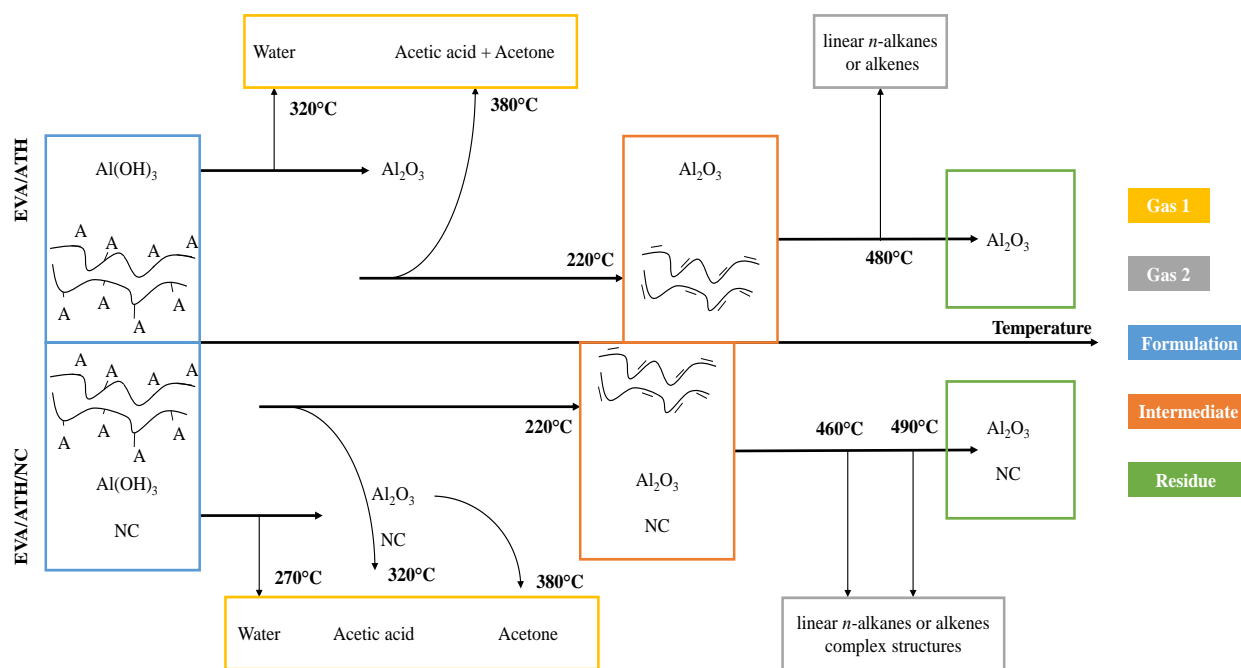 Water
Acetic acid + Acetone
linear n-alkanes
or alkenes
320°C
380°C
EVA/ATH
Al(OH)3
Al2O3
Al2O3
A A A A
A A A
220°C
480°C
Al2O3
Temperature
Gas 1
Gas 2
Formulation
Intermediate
Residue
EVA/ATH/NC
A A A A
A A A
Al(OH)3
NC
220°C
Al2O3
NC
Al2O3
NC
460°C
490°C
Al2O3
NC
270°C
320°C
380°C
Water
Acetic acid
Acetone
linear n-alkanes or alkenes
complex structures